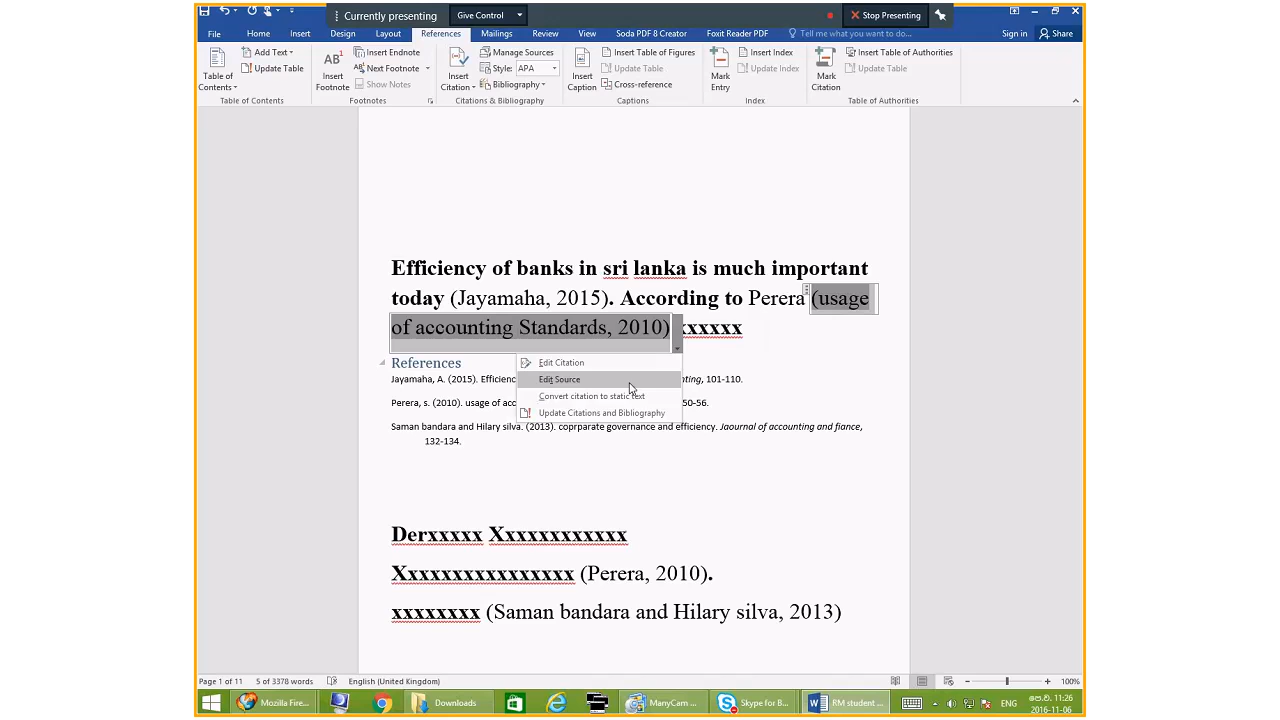 Currently presenting
Give Control
Stop Presenting
File Home Insert Design Layout References Mailings Review View Soda PDF 8 Creator Foxit Reader PDF Tell me what you want to do... Sign in Share
Table of Contents
Add Text
Update Table
Table of Contents
Insert Footnote
AB
Insert Endnote
Next Footnote
Show Notes
Footnotes
Insert Citation
Manage Sources
Style: APA
Bibliography
Citations & Bibliography
Insert Caption
Insert Table of Figures
Update Table
Cross-reference
Captions
Mark Entry
Insert Index
Update Index
Index
Mark Citation
Insert Table of Authorities
Update Table
Table of Authorities
Efficiency of banks in sri lanka is much important
today (Jayamaha, 2015). According to Perera (usage
of accounting Standards, 2010) xxxxxx
References
Edit Citation
Edit Source
Convert citation to static text
Update Citations and Bibliography
Jayamaha, A. (2015). Efficienc nting, 101-110.
Perera, s. (2010). usage of acc 50-56.
Saman bandara and Hilary silva. (2013). coprparate governance and efficiency. Jaournal of accounting and fiance,
132-134.
Derxxxxx Xxxxxxxxxxxx
Xxxxxxxxxxxxxxx (Perera, 2010).
xxxxxxxx (Saman bandara and Hilary silva, 2013)
Page 1 of 11 5 of 3378 words English (United Kingdom) 100%
Mozilla Fire... Downloads ManyCam ... Skype for B... RM student ... ENG
පෙ.ව. 11:26
2016-11-06